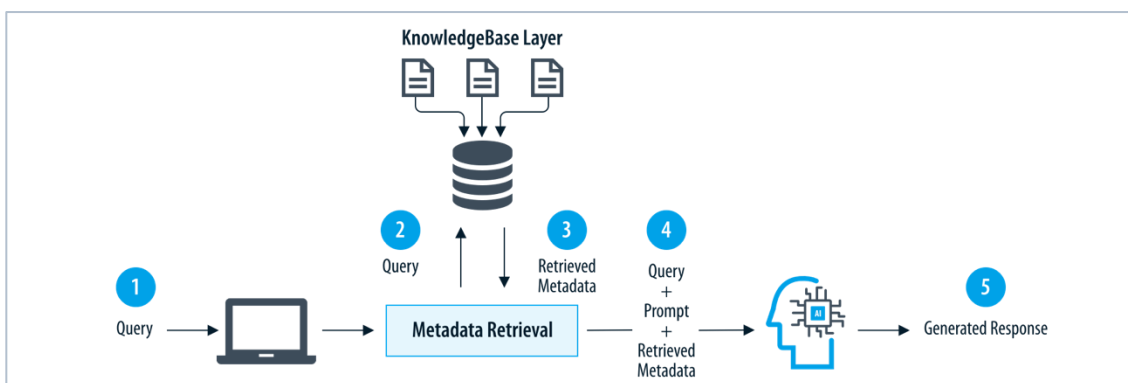 KnowledgeBase Layer
1
Query
2
Query
3
Retrieved
Metadata
4
Query
+
Prompt
+
Retrieved
Metadata
Metadata Retrieval
AI
5
Generated Response